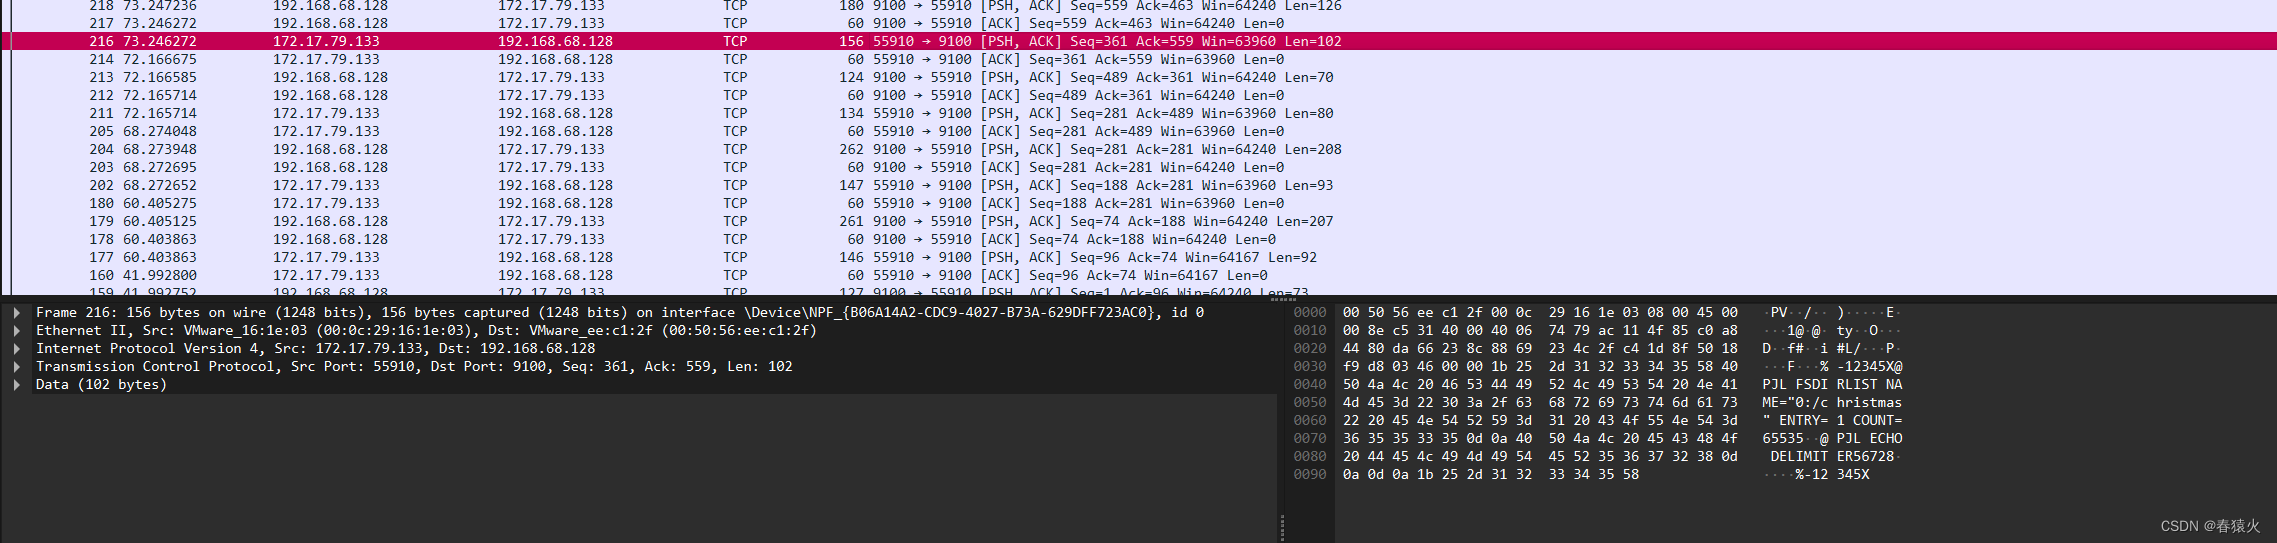 218 73.247236 192.168.68.128 172.17.79.133 TCP 180 9100 → 55910 [PSH, ACK] Seq=559 Ack=463 Win=64240 Len=126
217 73.246272 192.168.68.128 172.17.79.133 TCP 60 9100 → 55910 [ACK] Seq=559 Ack=463 Win=64240 Len=0
216 73.246272 172.17.79.133 192.168.68.128 TCP 156 55910 → 9100 [PSH, ACK] Seq=361 Ack=559 Win=63960 Len=102
214 72.166675 172.17.79.133 192.168.68.128 TCP 60 55910 → 9100 [ACK] Seq=361 Ack=559 Win=63960 Len=0
213 72.166585 192.168.68.128 172.17.79.133 TCP 124 9100 → 55910 [PSH, ACK] Seq=489 Ack=361 Win=64240 Len=70
212 72.165714 192.168.68.128 172.17.79.133 TCP 60 9100 → 55910 [ACK] Seq=489 Ack=361 Win=64240 Len=0
211 72.165714 172.17.79.133 192.168.68.128 TCP 134 55910 → 9100 [PSH, ACK] Seq=281 Ack=489 Win=63960 Len=80
205 68.274048 172.17.79.133 192.168.68.128 TCP 60 55910 → 9100 [ACK] Seq=281 Ack=489 Win=63960 Len=0
204 68.273948 192.168.68.128 172.17.79.133 TCP 262 9100 → 55910 [PSH, ACK] Seq=281 Ack=281 Win=64240 Len=208
203 68.272695 192.168.68.128 172.17.79.133 TCP 60 9100 → 55910 [ACK] Seq=281 Ack=281 Win=64240 Len=0
202 68.272652 172.17.79.133 192.168.68.128 TCP 147 55910 → 9100 [PSH, ACK] Seq=188 Ack=281 Win=63960 Len=93
180 60.405275 172.17.79.133 192.168.68.128 TCP 60 55910 → 9100 [ACK] Seq=188 Ack=281 Win=63960 Len=0
179 60.405125 192.168.68.128 172.17.79.133 TCP 261 9100 → 55910 [PSH, ACK] Seq=74 Ack=188 Win=64240 Len=207
178 60.403863 192.168.68.128 172.17.79.133 TCP 60 9100 → 55910 [ACK] Seq=74 Ack=188 Win=64240 Len=0
177 60.403863 172.17.79.133 192.168.68.128 TCP 146 55910 → 9100 [PSH, ACK] Seq=96 Ack=74 Win=64167 Len=92
160 41.992800 172.17.79.133 192.168.68.128 TCP 60 55910 → 9100 [ACK] Seq=96 Ack=74 Win=64167 Len=0
159 41.992752 192.168.68.128 172.17.79.133 TCP 127 9100 → 55910 [PSH, ACK] Seq=1 Ack=96 Win=64240 Len=73
Frame 216: 156 bytes on wire (1248 bits), 156 bytes captured (1248 bits) on interface \Device\NPF_{B06A14A2-CDC9-4027-B73A-629DFF723AC0}, id 0
Ethernet II, Src: VMware_16:1e:03 (00:0c:29:16:1e:03), Dst: VMware_ee:c1:2f (00:50:56:ee:c1:2f)
Internet Protocol Version 4, Src: 172.17.79.133, Dst: 192.168.68.128
Transmission Control Protocol, Src Port: 55910, Dst Port: 9100, Seq: 361, Ack: 559, Len: 102
Data (102 bytes)
0000 00 50 56 ee c1 2f 00 0c 29 16 1e 03 08 00 45 00 ·PV··/·· )·····E·
0010 00 8e c5 31 40 00 40 06 74 79 ac 11 4f 85 c0 a8 ···1@·@· ty··O···
0020 44 80 da 66 23 8c 88 69 23 4c 2f c4 1d 8f 50 18 D··f#··i #L/···P·
0030 f9 d8 03 46 00 00 1b 25 2d 31 32 33 34 35 58 40 ···F···% -12345X@
0040 50 4a 4c 20 46 53 44 49 52 4c 49 53 54 20 4e 41 PJL FSDI RLIST NA
0050 4d 45 3d 22 30 3a 2f 63 68 72 69 73 74 6d 61 73 ME="0:/c hristmas
0060 22 20 45 4e 54 52 59 3d 31 20 43 4f 55 4e 54 3d " ENTRY= 1 COUNT=
0070 36 35 35 33 35 0d 0a 40 50 4a 4c 20 45 43 48 4f 65535··@ PJL ECHO
0080 20 44 45 4c 49 4d 49 54 45 52 35 36 37 32 38 0d DELIMIT ER56728·
0090 0a 0d 0a 1b 25 2d 31 32 33 34 35 58 ····%-12 345X
CSDN @春猿火